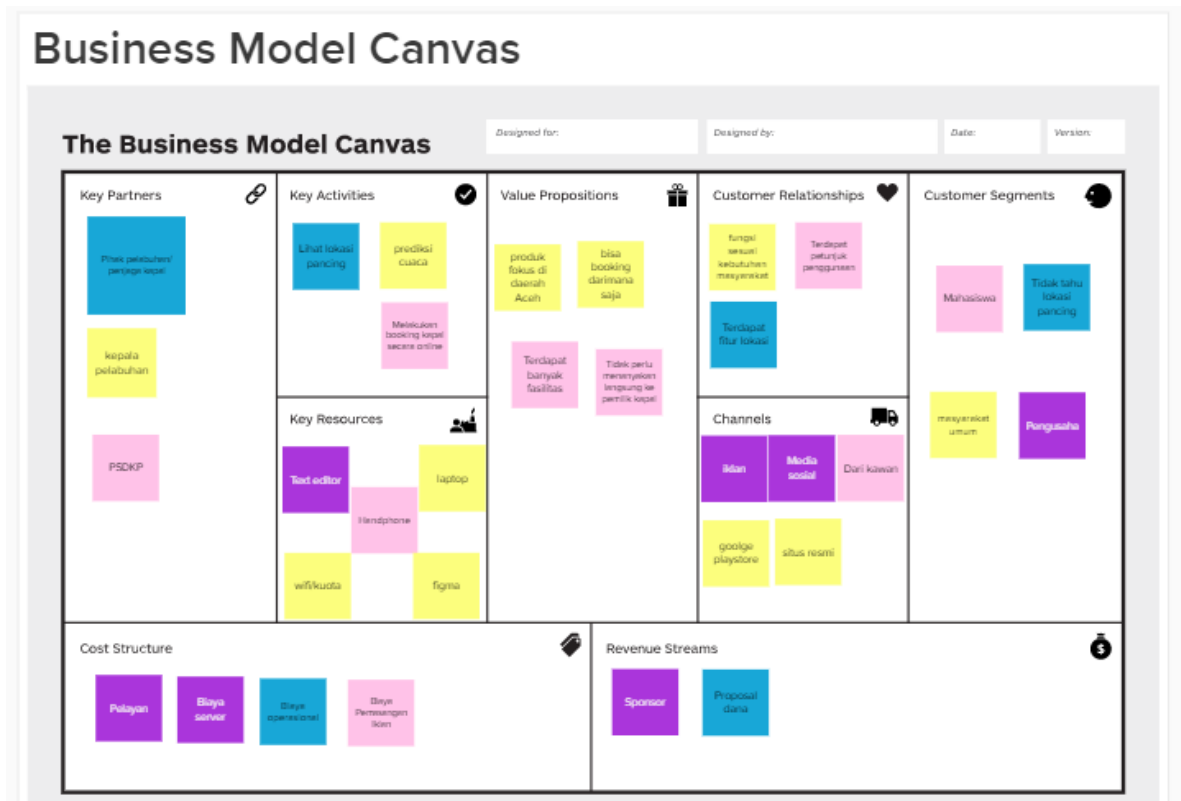 Business Model Canvas
The Business Model Canvas
Designed for:
Designed by:
Date:
Version:
Key Partners
Pihak pelabuhan/
penjaga kapal
kepala
pelabuhan
PSDKP
Key Activities
Lihat lokasi
pancing
prediksi
cuaca
Melakukan
booking kapal
secara online
Key Resources
Text editor
laptop
Handphone
wifi/kuota
figma
Value Propositions
produk
fokus di
daerah
Aceh
bisa
booking
darimana
saja
Terdapat
banyak
fasilitas
Tidak perlu
menanyakan
langsung ke
pemilik kapal
Customer Relationships
fungsi
sesuai
kebutuhan
masyarakat
Terdapat
petunjuk
penggunaan
Terdapat
fitur lokasi
Channels
iklan
Media
sosial
Dari kawan
goolge
playstore
situs resmi
Customer Segments
Mahasiswa
Tidak tahu
lokasi
pancing
masyarakat
umum
Pengusaha
Cost Structure
Pelayan
Biaya
server
Biaya
operasional
Biaya
Pemasangan
Iklan
Revenue Streams
Sponsor
Proposal
dana